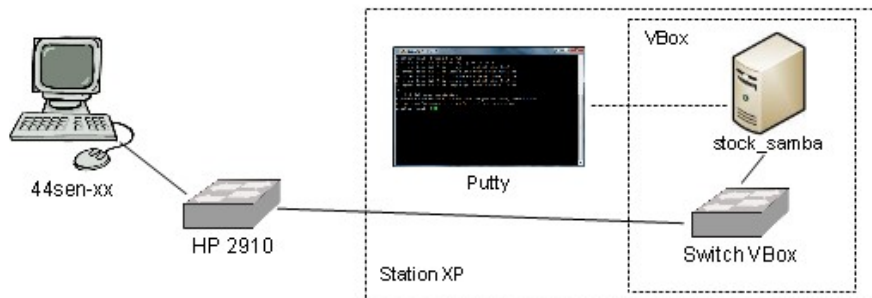 VBox
stock_samba
Putty
44sen-xx
HP 2910
Switch VBox
Station XP